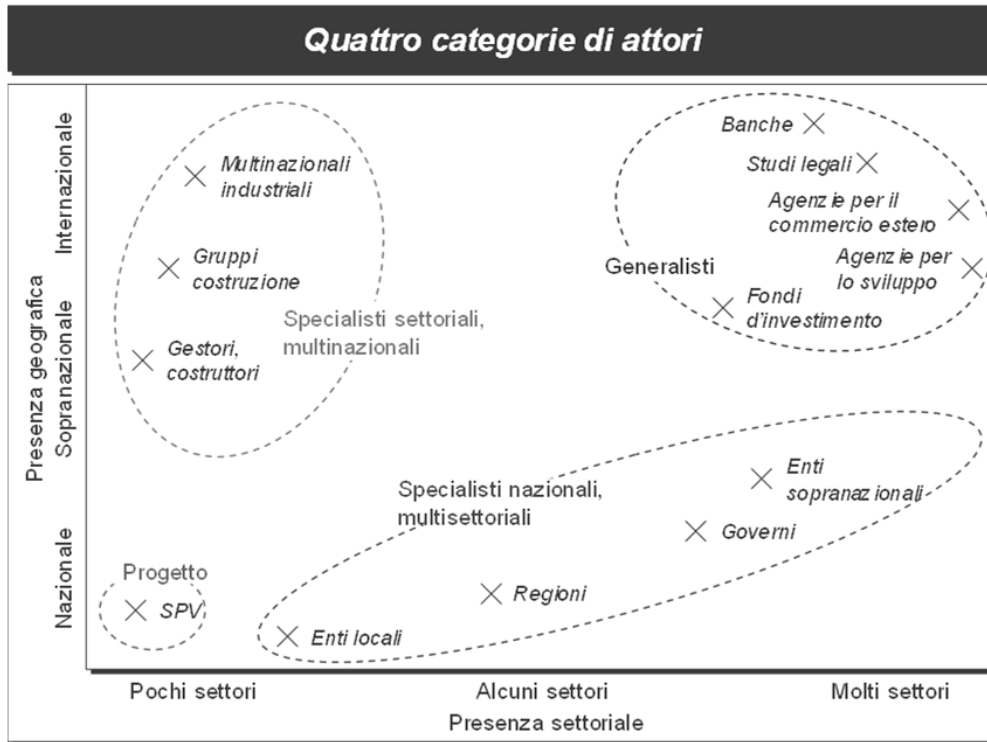 Quattro categorie di attori
Presenza geografica
Internazionale
Sopranazionale
Nazionale
Multinazionali
industriali
Gruppi
costruzione
Gestori,
costruttori
Specialisti settoriali,
multinazionali
Banche
Studi legali
Agenzie per il
commercio estero
Agenzie per
lo sviluppo
Generalisti
Fondi
d'investimento
Specialisti nazionali,
multisettoriali
Enti
sopranazionali
Governi
Regioni
Enti locali
Progetto
SPV
Pochi settori
Alcuni settori
Molti settori
Presenza settoriale